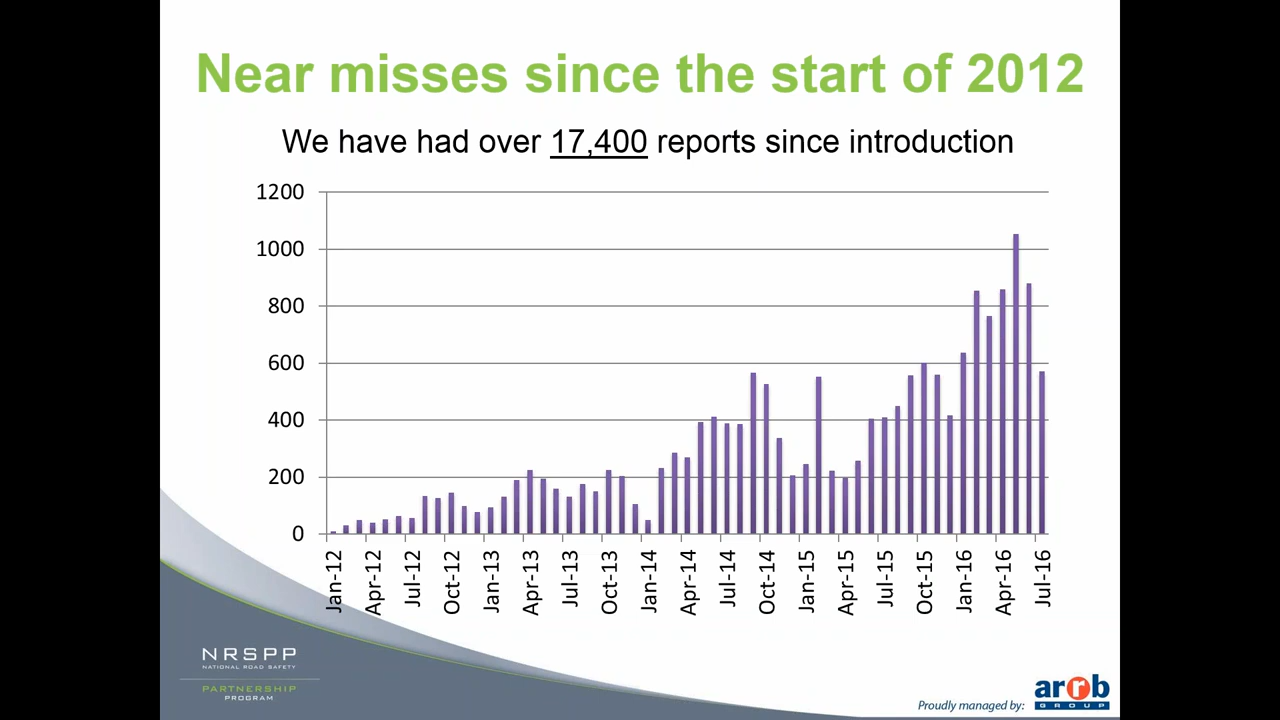 Near misses since the start of 2012
We have had over 17,400 reports since introduction
1200
1000
800
600
400
200
0
Jan-12
Apr-12
Jul-12
Oct-12
Jan-13
Apr-13
Jul-13
Oct-13
Jan-14
Apr-14
Jul-14
Oct-14
Jan-15
Apr-15
Jul-15
Oct-15
Jan-16
Apr-16
Jul-16
NRSPP
NATIONAL ROAD SAFETY
PARTNERSHIP
PROGRAM
Proudly managed by:
arrb
GROUP